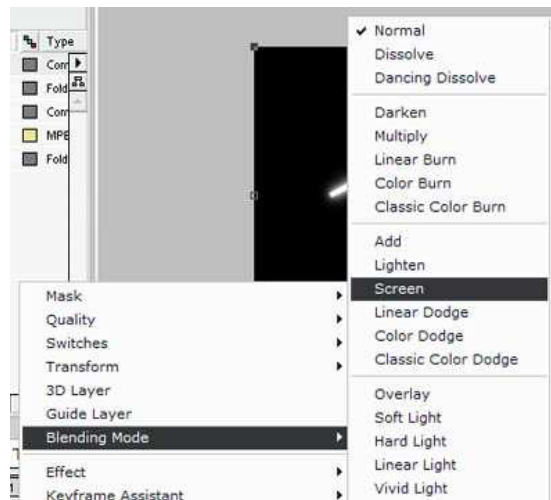 Type
Com
Fold
Com
MPE
Fold
Mask
Quality
Switches
Transform
3D Layer
Guide Layer
Blending Mode
Effect
Keyframe Assistant
Normal
Dissolve
Dancing Dissolve
Darken
Multiply
Linear Burn
Color Burn
Classic Color Burn
Add
Lighten
Screen
Linear Dodge
Color Dodge
Classic Color Dodge
Overlay
Soft Light
Hard Light
Linear Light
Vivid Light